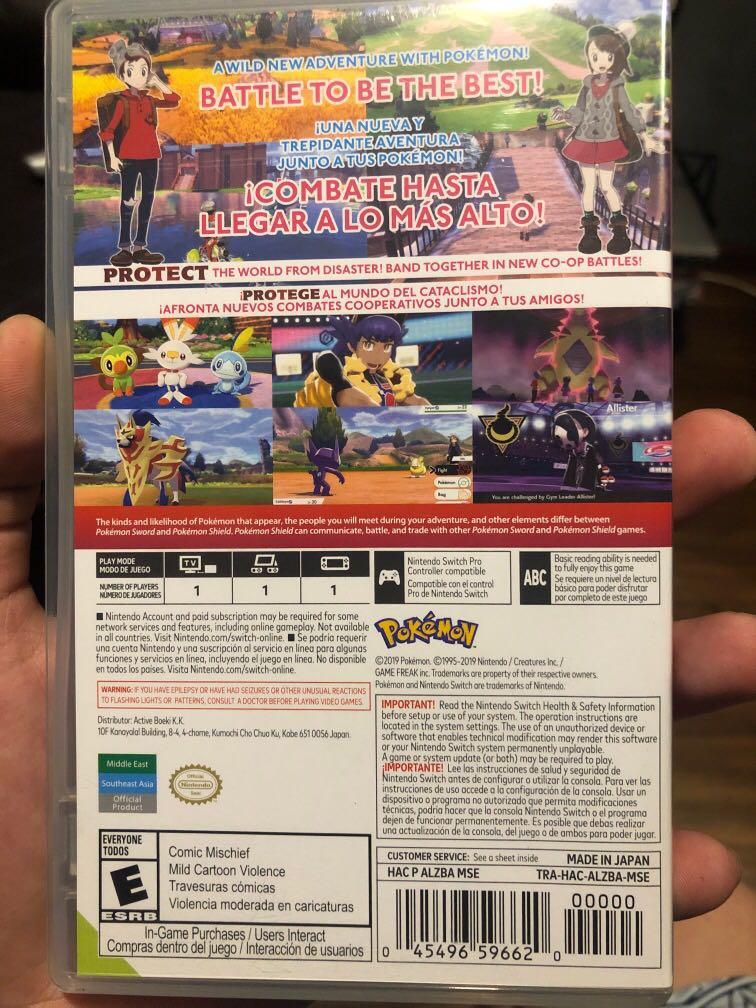 A WILD NEW ADVENTURE WITH POKÉMON!
BATTLE TO BE THE BEST!
¡UNA NUEVA Y
TREPIDANTE AVENTURA
JUNTO A TUS POKÉMON!
¡COMBATE HASTA
LLEGAR A LO MÁS ALTO!
PROTECT THE WORLD FROM DISASTER! BAND TOGETHER IN NEW CO-OP BATTLES!
¡PROTEGE AL MUNDO DEL CATACLISMO!
¡AFRONTA NUEVOS COMBATES COOPERATIVOS JUNTO A TUS AMIGOS!
Fight
Pokémon
Bag
Allister
You are challenged by Gym Leader Allister!
The kinds and likelihood of Pokémon that appear, the people you will meet during your adventure, and other elements differ between
Pokémon Sword and Pokémon Shield. Pokémon Shield can communicate, battle, and trade with other Pokémon Sword and Pokémon Shield games.
PLAY MODE
MODO DE JUEGO
TV
NUMBER OF PLAYERS
NÚMERO DE JUGADORES
1
1
1
Nintendo Switch Pro
Controller compatible
Compatible con el control
Pro de Nintendo Switch
ABC
Basic reading ability is needed
to fully enjoy this game
Se requiere un nivel de lectura
básico para poder disfrutar
por completo de este juego
■ Nintendo Account and paid subscription may be required for some
network services and features, including online gameplay. Not available
in all countries. Visit Nintendo.com/switch-online. ■ Se podría requerir
una cuenta Nintendo y una suscripción al servicio en línea para algunas
funciones y servicios en línea, incluyendo el juego en línea. No disponible
en todos los países. Visita Nintendo.com/switch-online.
WARNING: IF YOU HAVE EPILEPSY OR HAVE HAD SEIZURES OR OTHER UNUSUAL REACTIONS
TO FLASHING LIGHTS OR PATTERNS, CONSULT A DOCTOR BEFORE PLAYING VIDEO GAMES.
Distributor: Active Boeki K.K.
10F Kanayalal Building, 8-4, 4-chome, Kumochi Cho Chuo Ku, Kobe 651 0056 Japan.
Middle East
Southeast Asia
Official
Product
Official
Nintendo
Seal
POKéMON
©2019 Pokémon. ©1995-2019 Nintendo / Creatures Inc. /
GAME FREAK inc. Trademarks are property of their respective owners.
Pokémon and Nintendo Switch are trademarks of Nintendo.
IMPORTANT! Read the Nintendo Switch Health & Safety Information
before setup or use of your system. The operation instructions are
located in the system settings. The use of an unauthorized device or
software that enables technical modification may render this software
or your Nintendo Switch system permanently unplayable.
A game or system update (or both) may be required to play.
¡IMPORTANTE! Lee las instrucciones de salud y seguridad de
Nintendo Switch antes de configurar o utilizar la consola. Para ver las
instrucciones de uso accede a la configuración de la consola. Usar un
dispositivo o programa no autorizado que permita modificaciones
técnicas, podría hacer que la consola Nintendo Switch o el programa
dejen de funcionar permanentemente. Es posible que debas realizar
una actualización de la consola, del juego o de ambos para poder jugar.
EVERYONE
TODOS
E
ESRB
Comic Mischief
Mild Cartoon Violence
Travesuras cómicas
Violencia moderada en caricaturas
In-Game Purchases / Users Interact
Compras dentro del juego / Interacción de usuarios
CUSTOMER SERVICE: See a sheet inside
MADE IN JAPAN
HAC P ALZBA MSE
TRA-HAC-ALZBA-MSE
00000
0 45496 59662 0